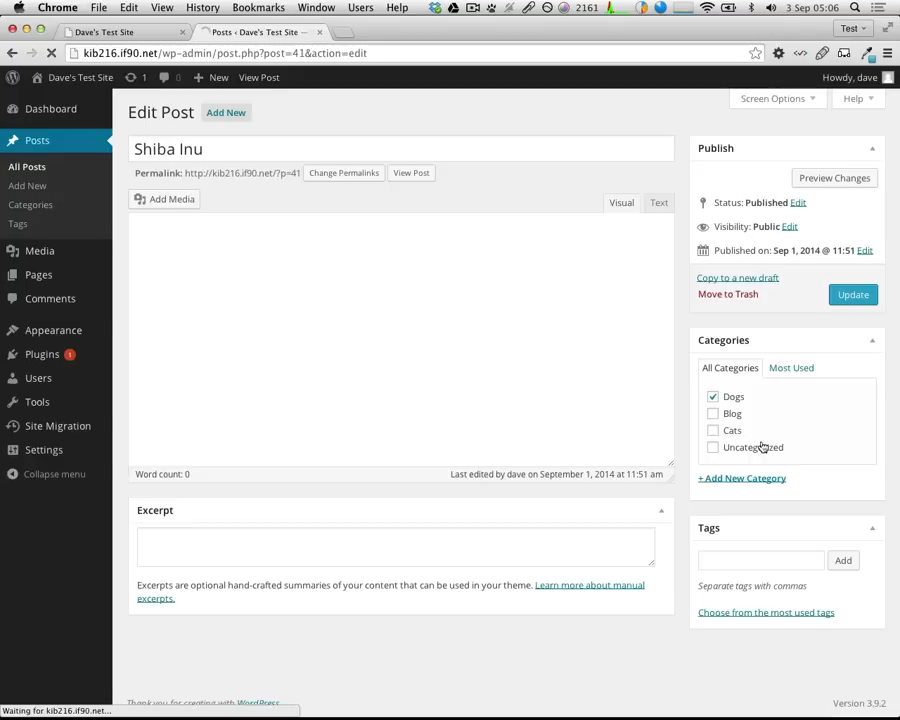 Chrome File Edit View History Bookmarks Window Users Help 2161 3 Sep 05:06
Dave's Test Site Posts ‹ Dave's Test Site — Test
kib216.if90.net/wp-admin/post.php?post=41&action=edit
Dave's Test Site 1 0 New View Post Howdy, dave
Dashboard
Posts
All Posts
Add New
Categories
Tags
Media
Pages
Comments
Appearance
Plugins 1
Users
Tools
Site Migration
Settings
Collapse menu
Screen Options Help
Edit Post Add New
Shiba Inu
Permalink: http://kib216.if90.net/?p=41 Change Permalinks View Post
Add Media Visual Text
Word count: 0 Last edited by dave on September 1, 2014 at 11:51 am
Excerpt
Excerpts are optional hand-crafted summaries of your content that can be used in your theme. Learn more about manual
excerpts.
Publish
Preview Changes
Status: Published Edit
Visibility: Public Edit
Published on: Sep 1, 2014 @ 11:51 Edit
Copy to a new draft
Move to Trash Update
Categories
All Categories Most Used
Dogs
Blog
Cats
Uncategorized
+ Add New Category
Tags
Add
Separate tags with commas
Choose from the most used tags
Thank you for creating with WordPress. Version 3.9.2
Waiting for kib216.if90.net...